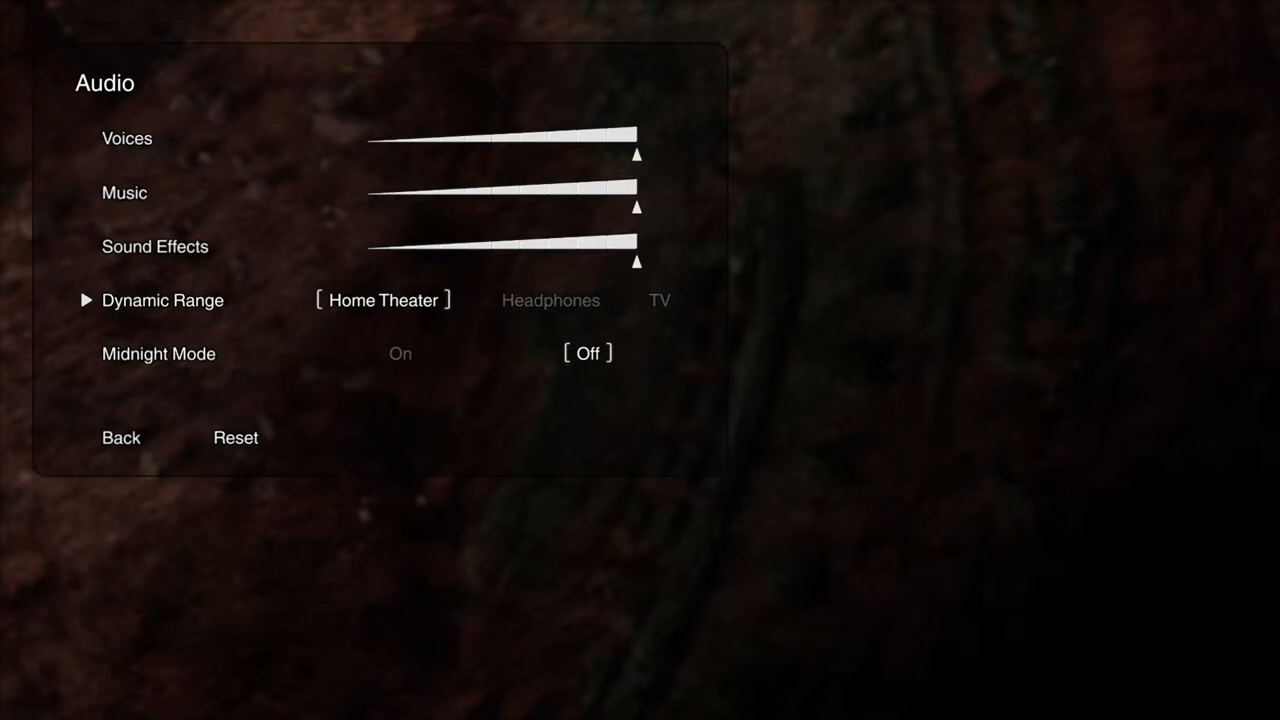 Audio
Voices
Music
Sound Effects
Dynamic Range [ Home Theater ] Headphones TV
Midnight Mode On [ Off ]
Back Reset